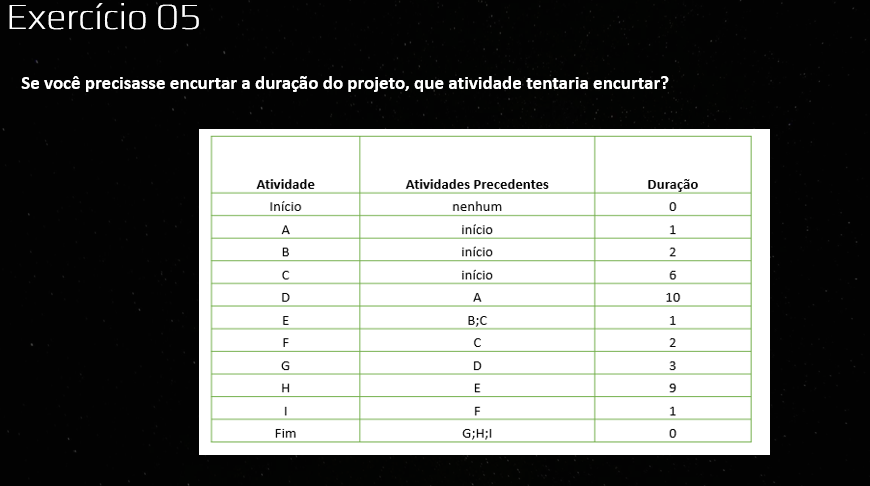 Exercício 05
Se você precisasse encurtar a duração do projeto, que atividade tentaria encurtar?
Atividade Atividades Precedentes Duração
Início nenhum 0
A início 1
B início 2
C início 6
D A 10
E B;C 1
F C 2
G D 3
H E 9
I F 1
Fim G;H;I 0